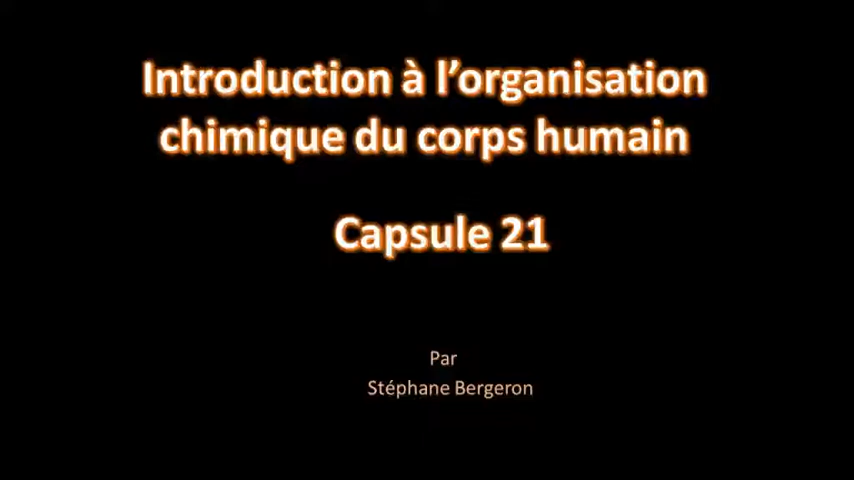 Introduction à l’organisation
chimique du corps humain
Capsule 21
Par
Stéphane Bergeron